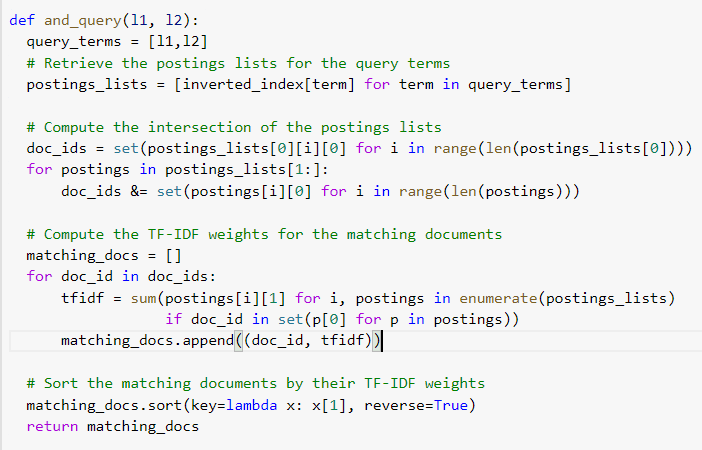 def and_query(l1, l2):
  query_terms = [l1,l2]
  # Retrieve the postings lists for the query terms
  postings_lists = [inverted_index[term] for term in query_terms]

  # Compute the intersection of the postings lists
  doc_ids = set(postings_lists[0][i][0] for i in range(len(postings_lists[0])))
  for postings in postings_lists[1:]:
      doc_ids &= set(postings[i][0] for i in range(len(postings)))

  # Compute the TF-IDF weights for the matching documents
  matching_docs = []
  for doc_id in doc_ids:
      tfidf = sum(postings[i][1] for i, postings in enumerate(postings_lists)
                  if doc_id in set(p[0] for p in postings))
      matching_docs.append((doc_id, tfidf))

  # Sort the matching documents by their TF-IDF weights
  matching_docs.sort(key=lambda x: x[1], reverse=True)
  return matching_docs